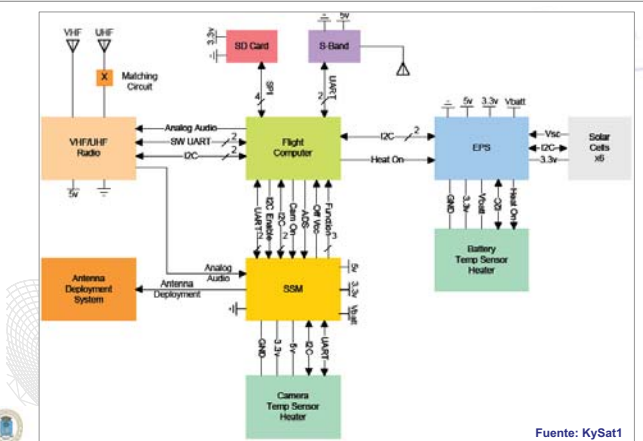 VHF UHF
X
Matching
Circuit
3.3v
SD Card
5v
S-Band
SPI
4
UART
2
VHF/UHF
Radio
5v
Analog Audio
SW UART
2
I2C
2
Flight
Computer
I2C
2
Heat On
5v
3.3v
Vbatt
EPS
Vsc
I2C
3.3v
Solar
Cells
x6
GND
3.3v
Vbatt
I2C
Heat On
Battery
Temp Sensor
Heater
UART
I2C Enable
I2C
2
Cam On
ADS
Off Vcc
Function
3
Analog
Audio
Antenna
Deployment
Antenna
Deployment
System
SSM
5v
3.3v
Vbatt
GND
3.3v
5v
I2C
UART
Camera
Temp Sensor
Heater
Fuente: KySat1